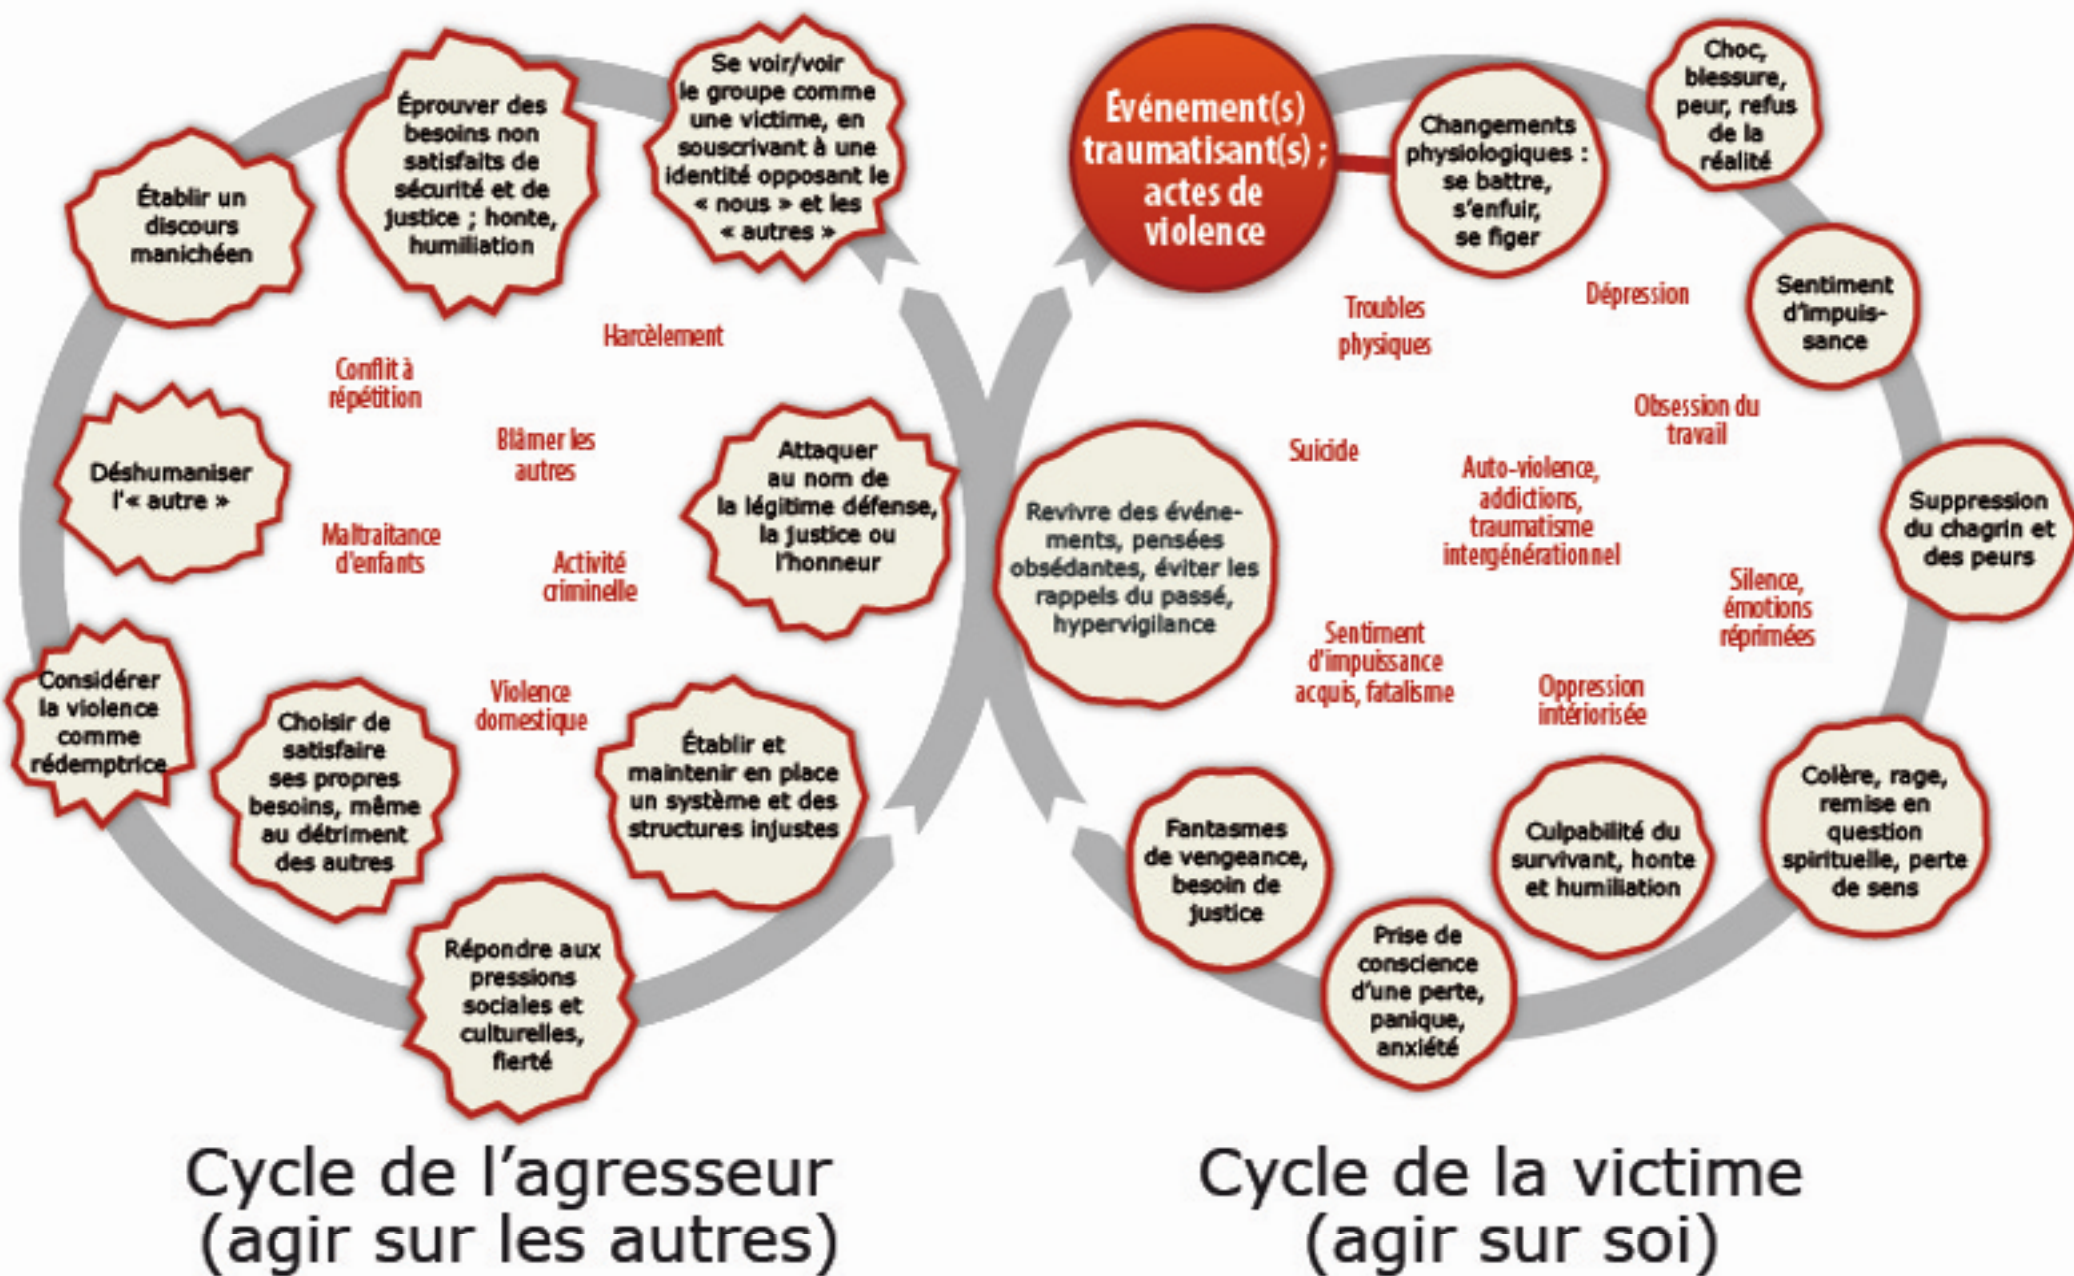 Se voir/voir
le groupe comme
une victime, en
souscrivant à une
identité opposant le
« nous » et les
« autres »
Éprouver des
besoins non
satisfaits de
sécurité et de
justice ; honte,
humiliation
Établir un
discours
manichéen
Déshumaniser
l'« autre »
Considérer
la violence
comme
rédemptrice
Choisir de
satisfaire
ses propres
besoins, même
au détriment
des autres
Répondre aux
pressions
sociales et
culturelles,
fierté
Établir et
maintenir en place
un système et des
structures injustes
Attaquer
au nom de
la légitime défense,
la justice ou
l'honneur
Harcèlement
Conflit à
répétition
Blâmer les
autres
Maltraitance
d'enfants
Activité
criminelle
Violence
domestique
Cycle de l'agresseur
(agir sur les autres)
Événement(s)
traumatisant(s) ;
actes de
violence
Changements
physiologiques :
se battre,
s'enfuir,
se figer
Choc,
blessure,
peur, refus
de la
réalité
Sentiment
d'impuis-
sance
Suppression
du chagrin et
des peurs
Colère, rage,
remise en
question
spirituelle, perte
de sens
Culpabilité du
survivant, honte
et humiliation
Prise de
conscience
d'une perte,
panique,
anxiété
Fantasmes
de vengeance,
besoin de
justice
Revivre des événe-
ments, pensées
obsédantes, éviter les
rappels du passé,
hypervigilance
Troubles
physiques
Dépression
Obsession du
travail
Suicide
Auto-violence,
addictions,
traumatisme
intergénérationnel
Silence,
émotions
réprimées
Sentiment
d'impuissance
acquis, fatalisme
Oppression
intériorisée
Cycle de la victime
(agir sur soi)